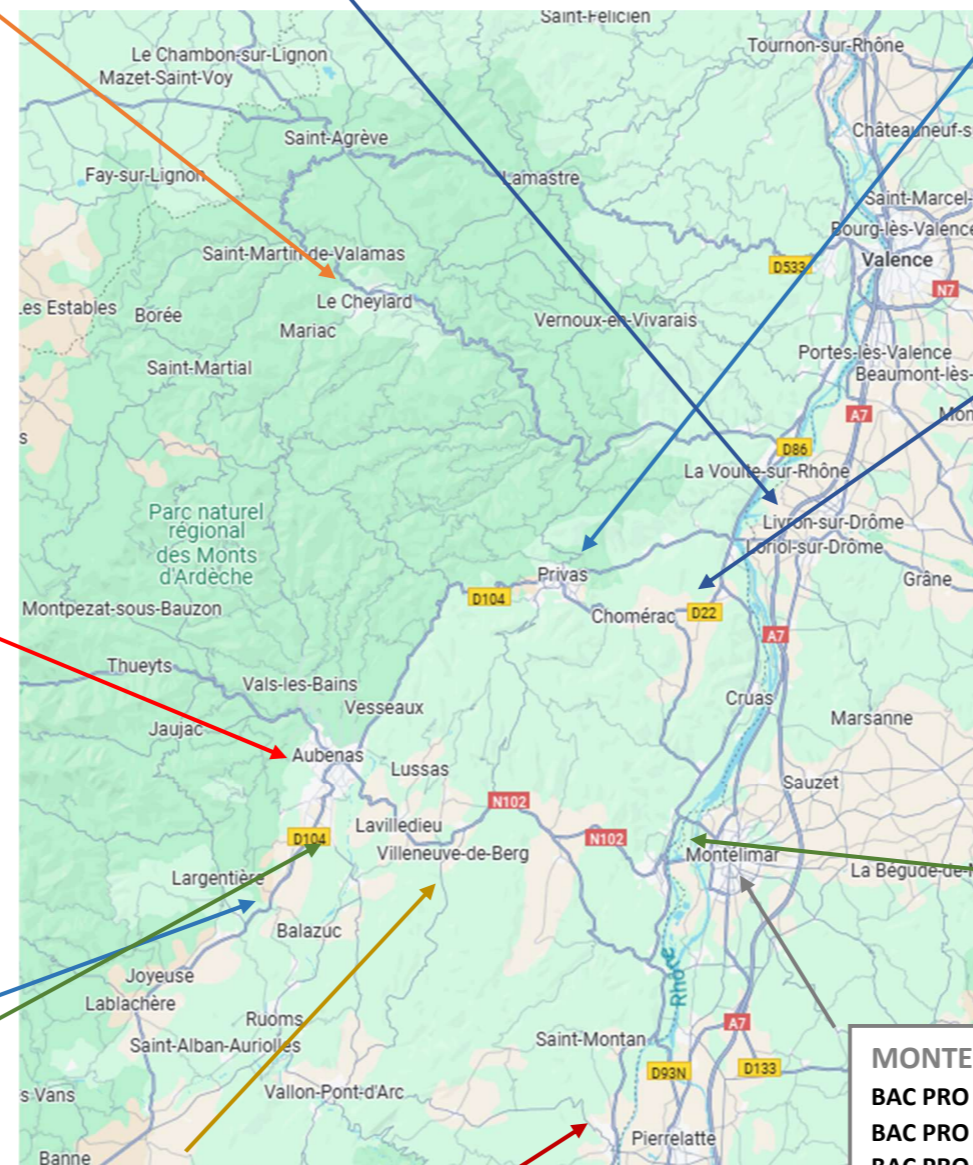 Saint-Félicien
Le Chambon-sur-Lignon
Tournon-sur-Rhône
Mazet-Saint-Voy
Châteauneuf-s
Saint-Agrève
Fay-sur-Lignon
Lamastre
Saint-Marcel-
Bourg-lès-Valence
Saint-Martin-de-Valamas
Valence
D533
N7
Le Cheylard
Les Estables
Borée
Mariac
Vernoux-en-Vivarais
Saint-Martial
Portes-lès-Valence
Beaumont-lès-
A7
Mon
s
D86
La Voulte-sur-Rhône
Parc naturel
régional
des Monts
d'Ardèche
Livron-sur-Drôme
Loriol-sur-Drôme
Privas
Grâne
D104
Montpezat-sous-Bauzon
Chomérac
D22
A7
Thueyts
Vals-les-Bains
Cruas
Vesseaux
Marsanne
Jaujac
Aubenas
Lussas
Sauzet
N102
Lavilledieu
D104
N102
Villeneuve-de-Berg
Montélimar
La Bégude-de-
Largentière
Balazuc
Joyeuse
Rhône
Lablachère
Ruoms
A7
Saint-Alban-Auriolles
Saint-Montan
D93N
D133
s Vans
Vallon-Pont-d'Arc
Pierrelatte
Banne
MONTE
BAC PRO
BAC PRO
BAC PRO